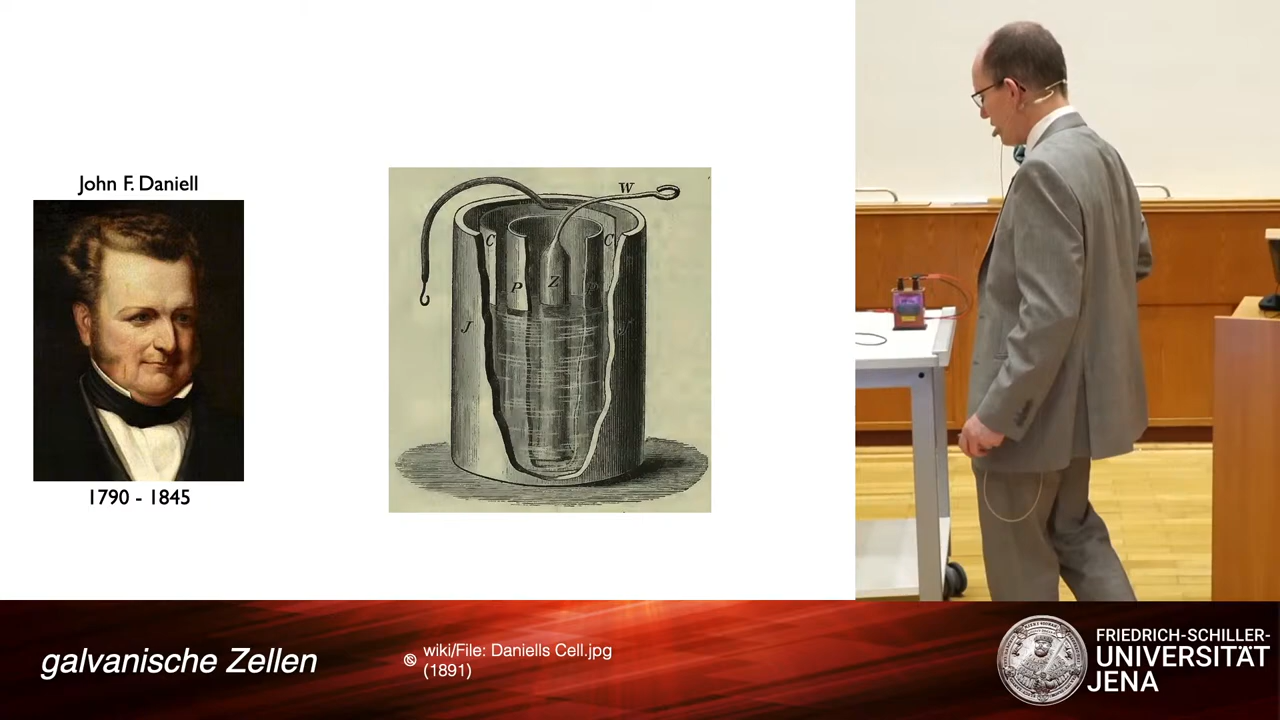 John F. Daniell
1790 - 1845
W
C
C
P
Z
J
galvanische Zellen
wiki/File: Daniells Cell.jpg
(1891)
FRIEDRICH-SCHILLER-
UNIVERSITÄT
JENA